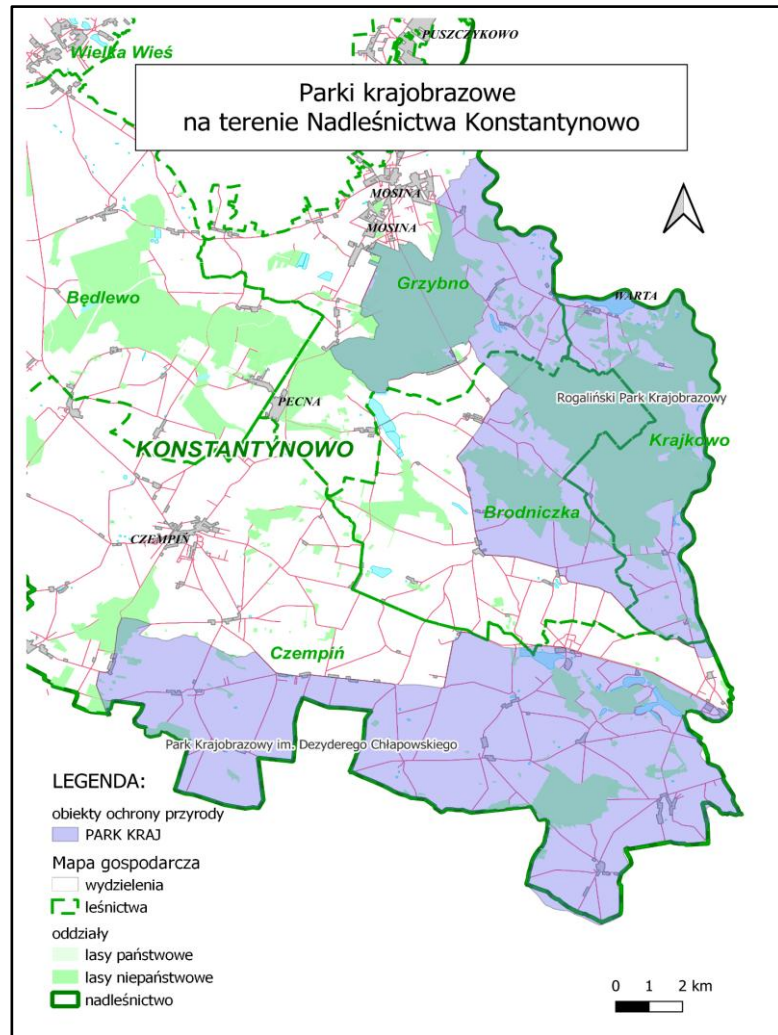 PUSZCZYKOWO
Wielka Wieś
Parki krajobrazowe
na terenie Nadleśnictwa Konstantynowo
MOSINA
MOSINA
Grzybno
Będlewo
WARTA
Rogaliński Park Krajobrazowy
PECNA
Krajkowo
KONSTANTYNOWO
Brodniczka
CZEMPIŃ
Czempiń
Park Krajobrazowy im. Dezyderego Chłapowskiego
LEGENDA:
obiekty ochrony przyrody
PARK KRAJ
Mapa gospodarcza
wydzielenia
leśnictwa
oddziały
lasy państwowe
lasy niepaństwowe
nadleśnictwo
0 1 2 km